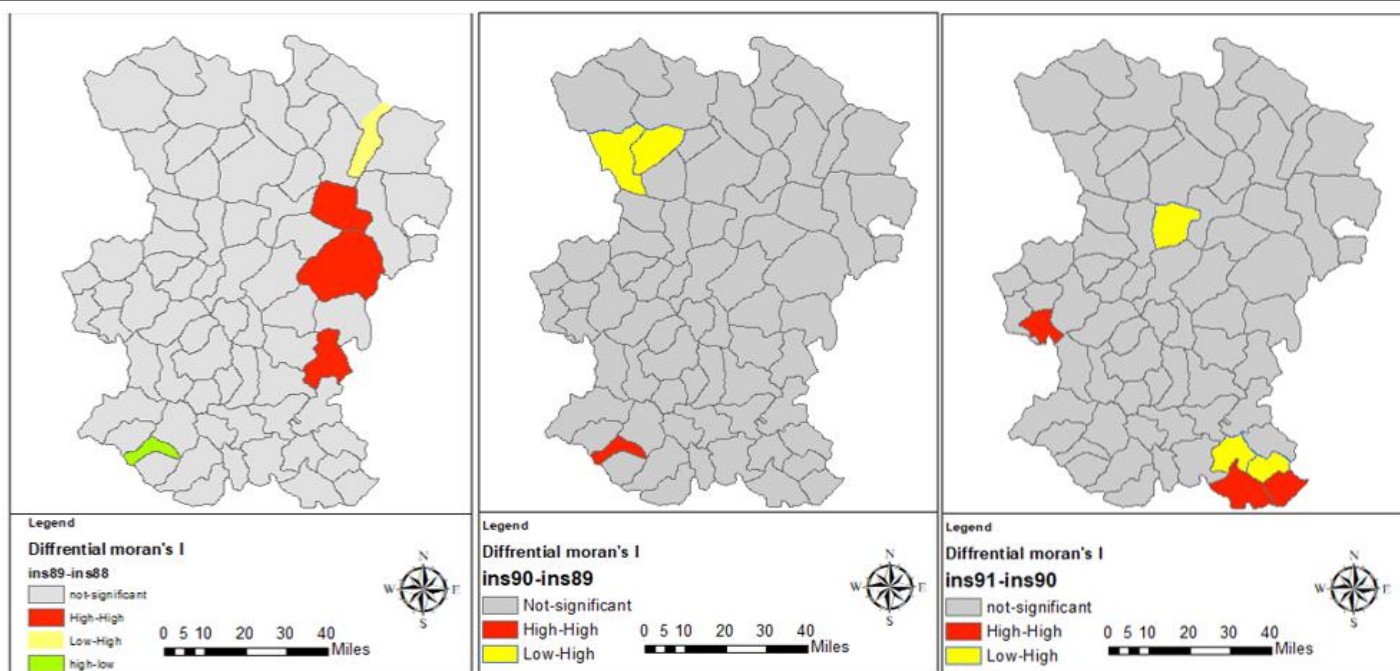 Legend
Diffrential moran's I
ins89-ins88
not-significant
High-High
Low-High
high-low
N
W E
S
0 5 10 20 30 40
Miles
Legend
Diffrential moran's I
ins90-ins89
Not-significant
High-High
Low-High
N
W E
S
0 5 10 20 30 40
Miles
Legend
Diffrential moran's I
ins91-ins90
not-significant
High-High
Low-High
N
W E
S
0 5 10 20 30 40
Miles